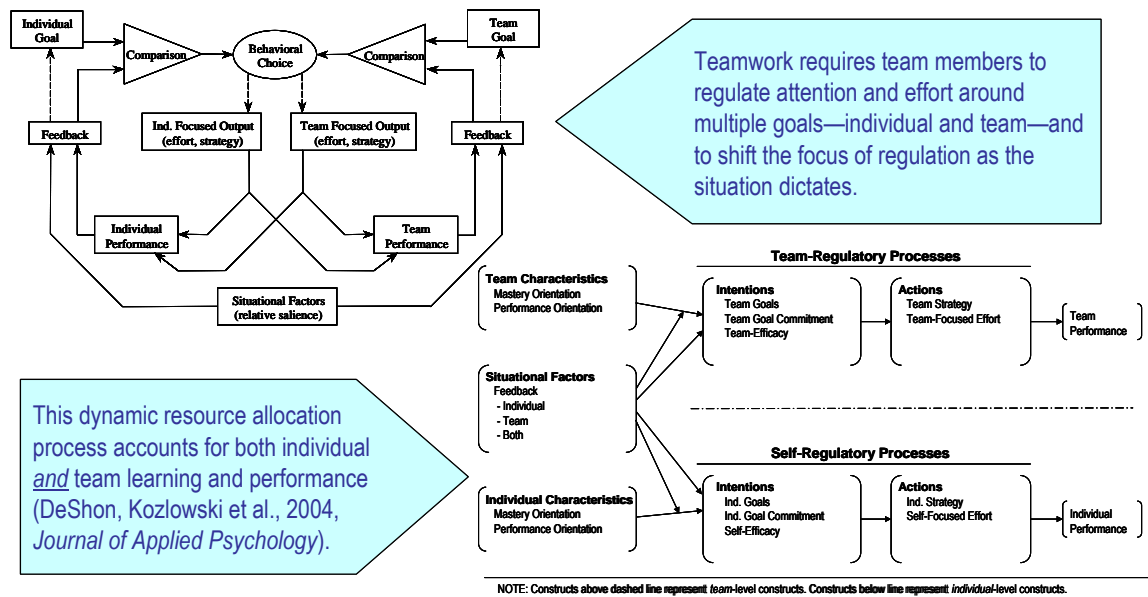 Individual
Goal
Comparison
Behavioral
Choice
Comparison
Team
Goal
Feedback
Ind. Focused Output
(effort, strategy)
Team Focused Output
(effort, strategy)
Feedback
Individual
Performance
Team
Performance
Situational Factors
(relative salience)
Teamwork requires team members to
regulate attention and effort around
multiple goals—individual and team—and
to shift the focus of regulation as the
situation dictates.
This dynamic resource allocation
process accounts for both individual
and team learning and performance
(DeShon, Kozlowski et al., 2004,
Journal of Applied Psychology).
Team-Regulatory Processes
Team Characteristics
Mastery Orientation
Performance Orientation
Intentions
Team Goals
Team Goal Commitment
Team-Efficacy
Actions
Team Strategy
Team-Focused Effort
Team
Performance
Situational Factors
Feedback
- Individual
- Team
- Both
Self-Regulatory Processes
Individual Characteristics
Mastery Orientation
Performance Orientation
Intentions
Ind. Goals
Ind. Goal Commitment
Self-Efficacy
Actions
Ind. Strategy
Self-Focused Effort
Individual
Performance
NOTE: Constructs above dashed line represent team-level constructs. Constructs below line represent individual-level constructs.